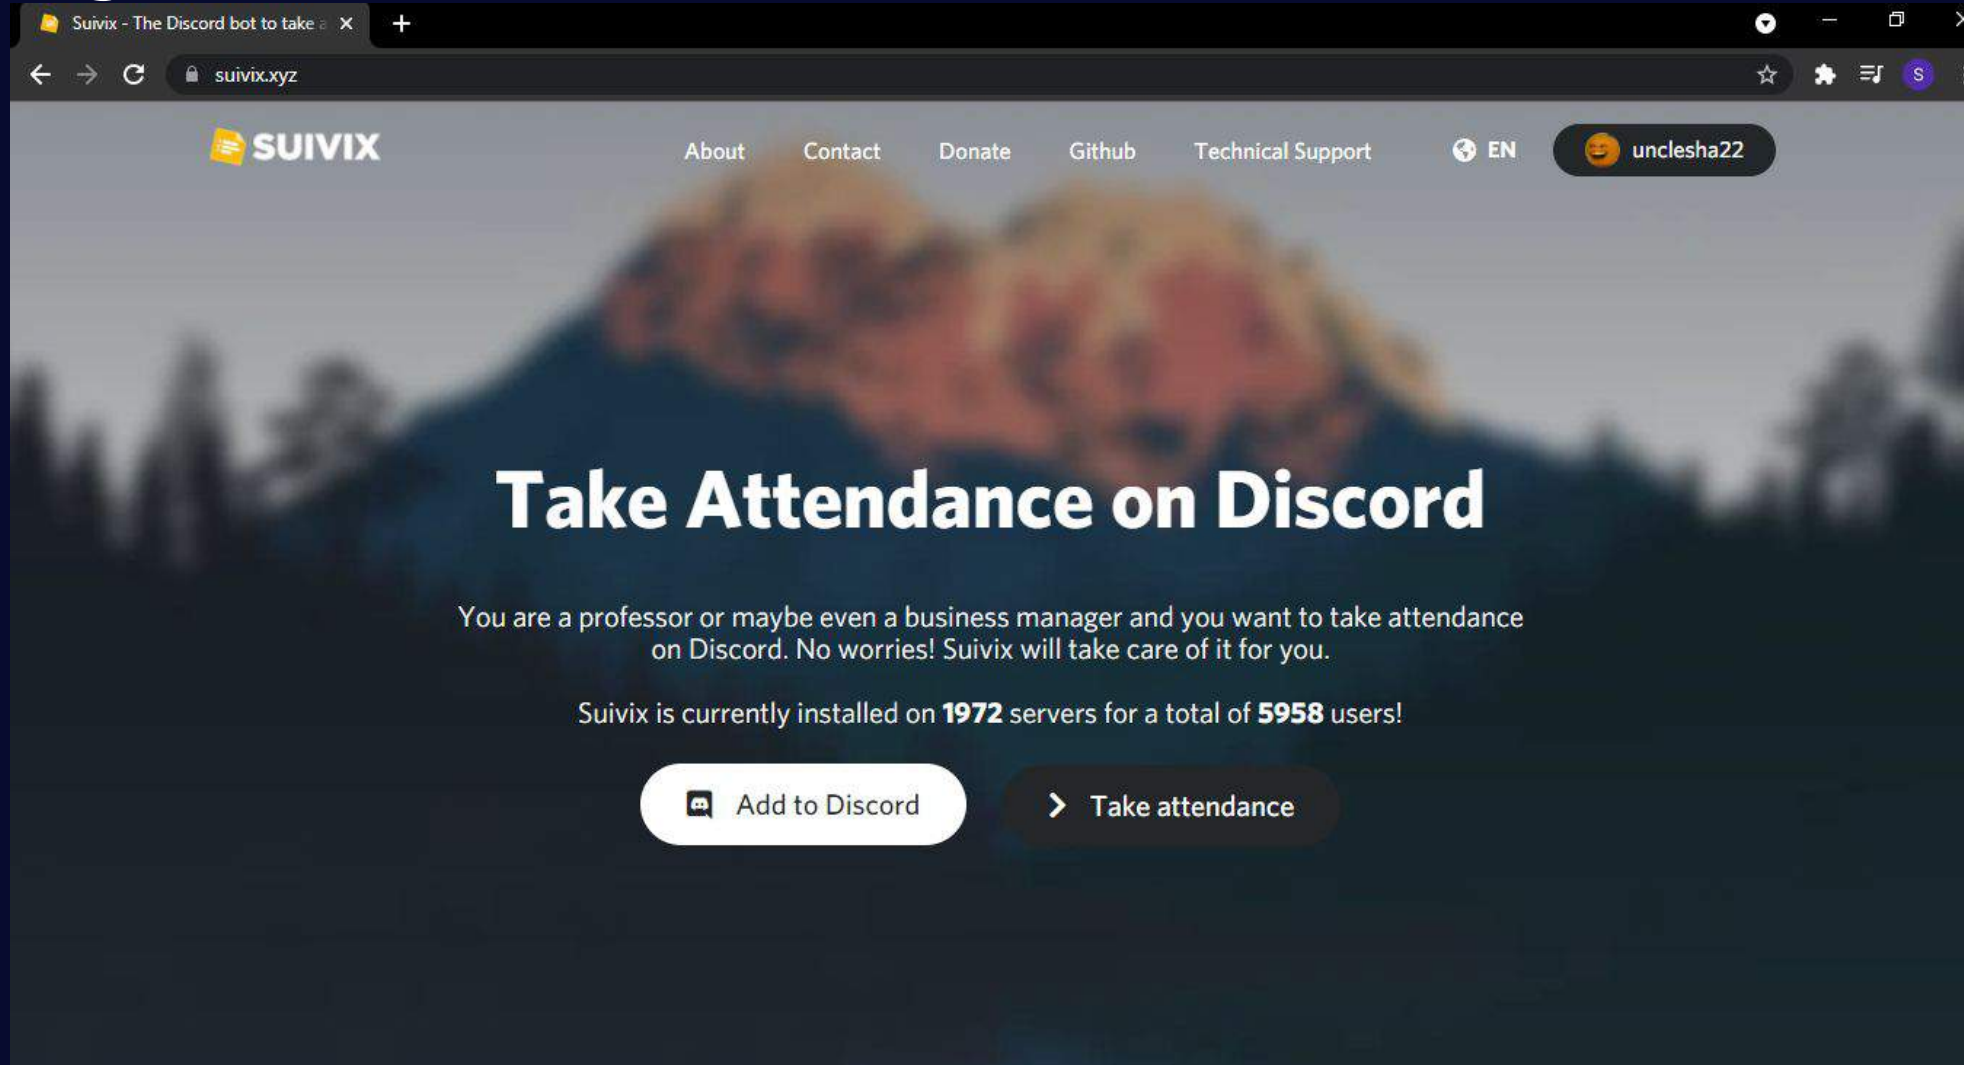 Suivix - The Discord bot to take a
suivix.xyz
S
SUIVIX
About
Contact
Donate
Github
Technical Support
EN
unclesha22
Take Attendance on Discord
You are a professor or maybe even a business manager and you want to take attendance
on Discord. No worries! Suivix will take care of it for you.
Suivix is currently installed on 1972 servers for a total of 5958 users!
Add to Discord
Take attendance